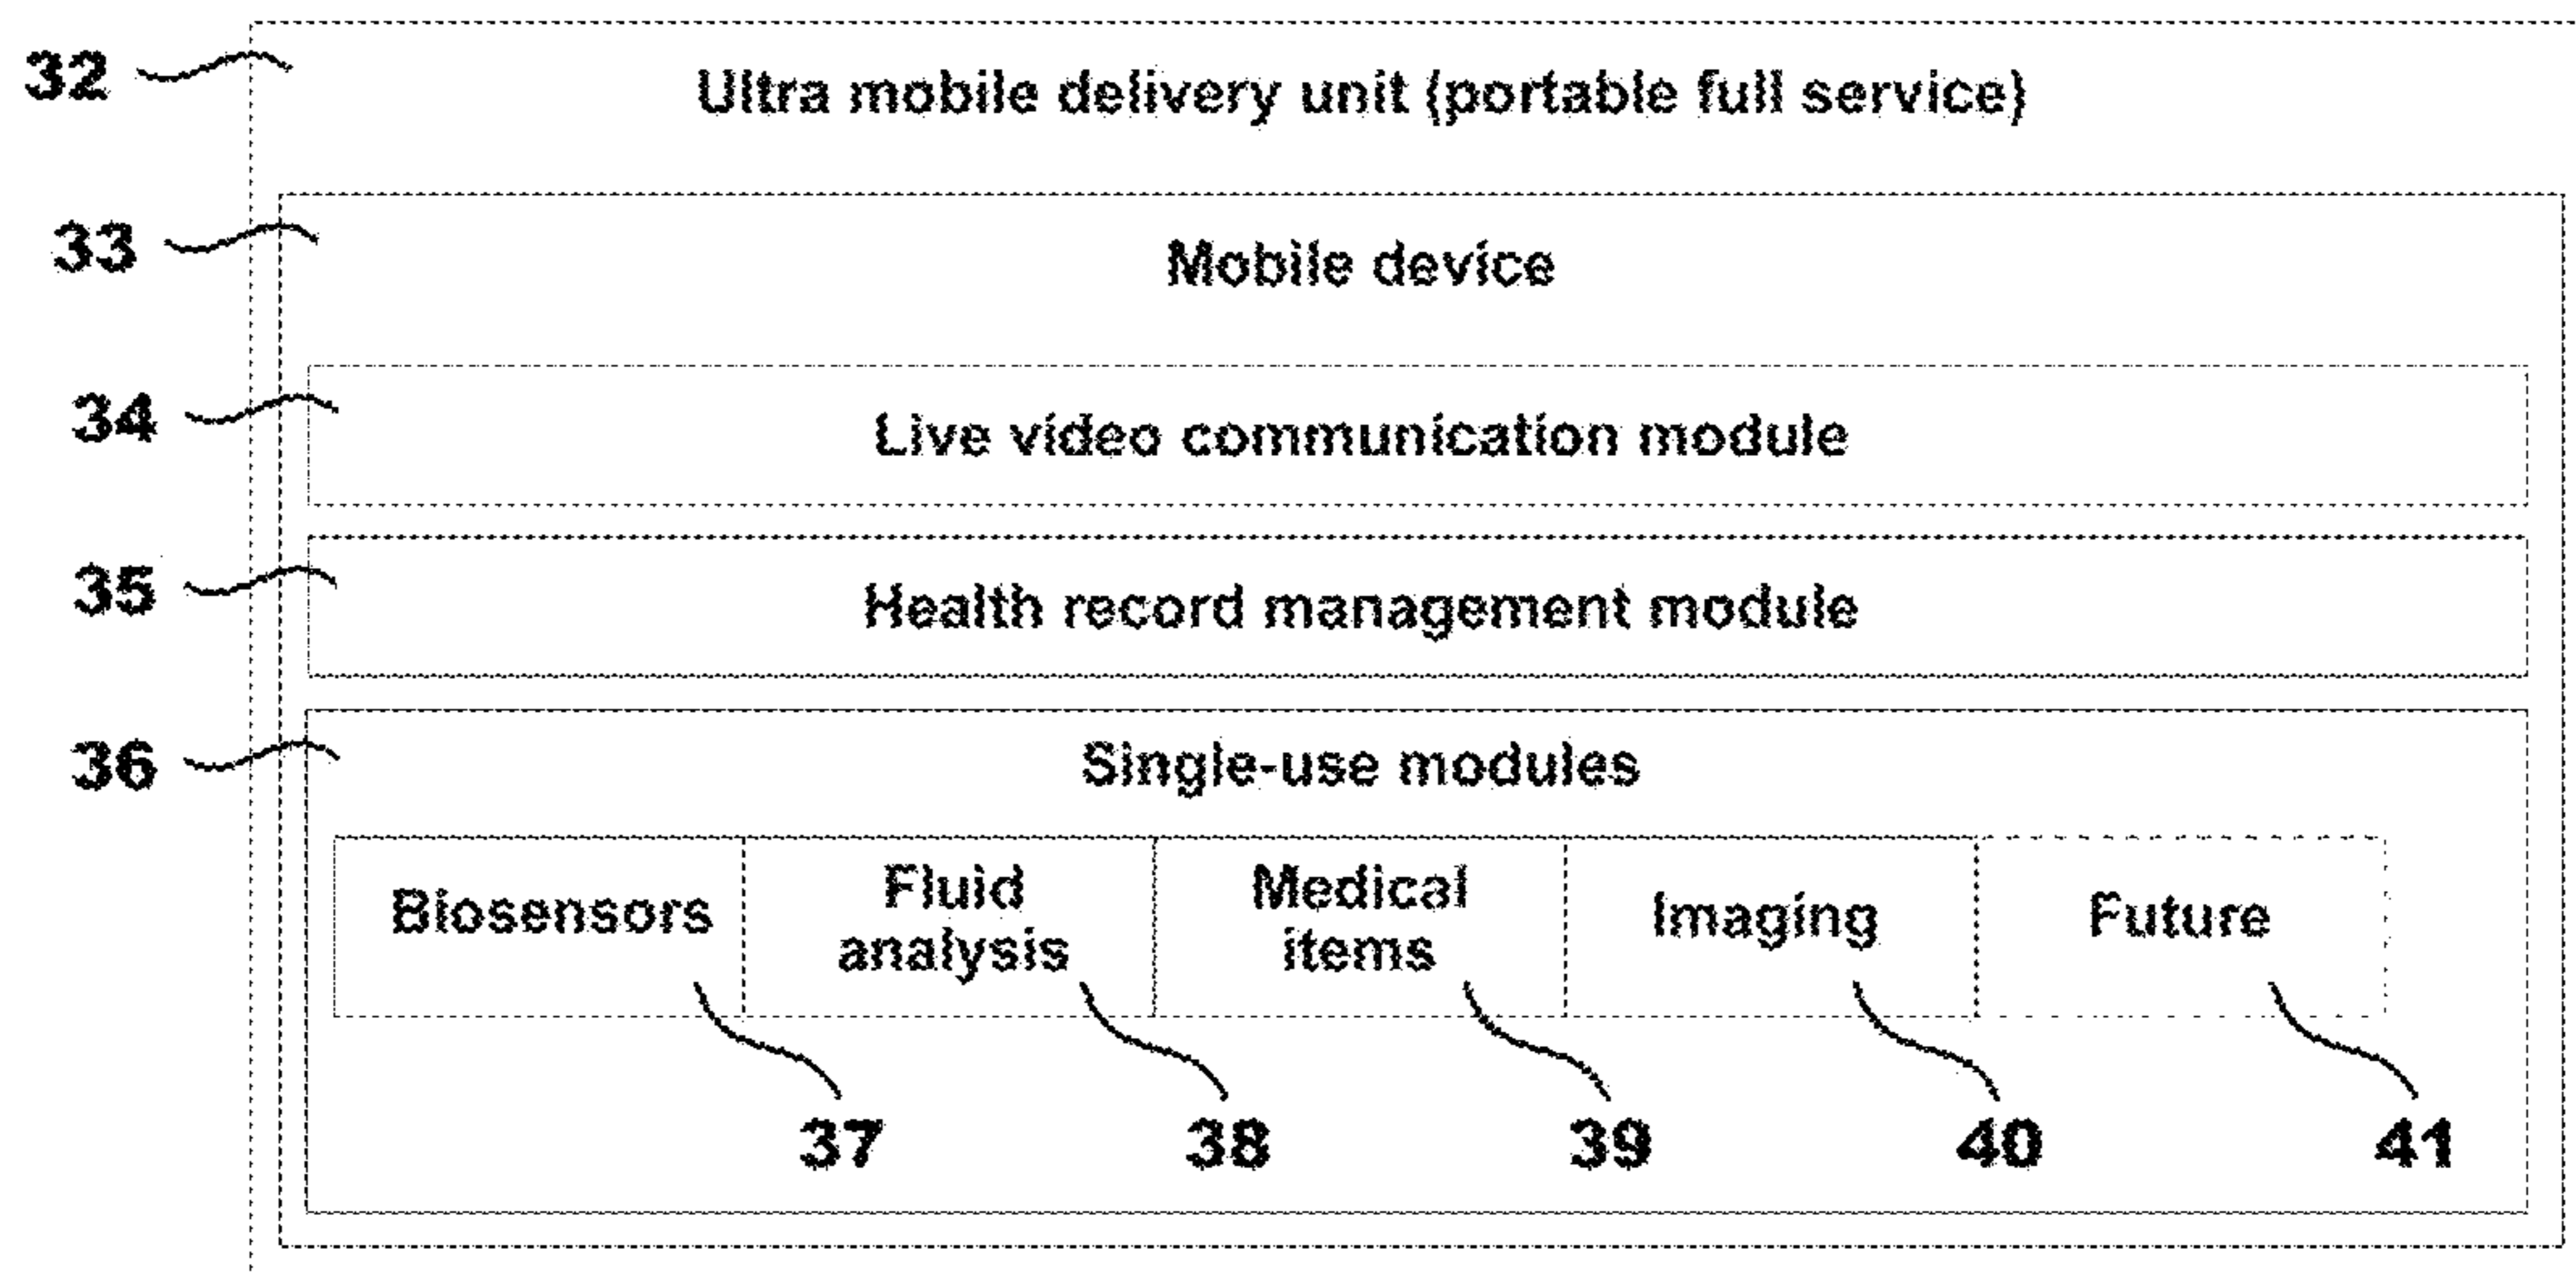 32 Ultra mobile delivery unit (portable full service)
33 Mobile device
34 Live video communication module
35 Health record management module
36 Single-use modules
Biosensors
Fluid
analysis
Medical
items
Imaging
Future
37 38 39 40 41